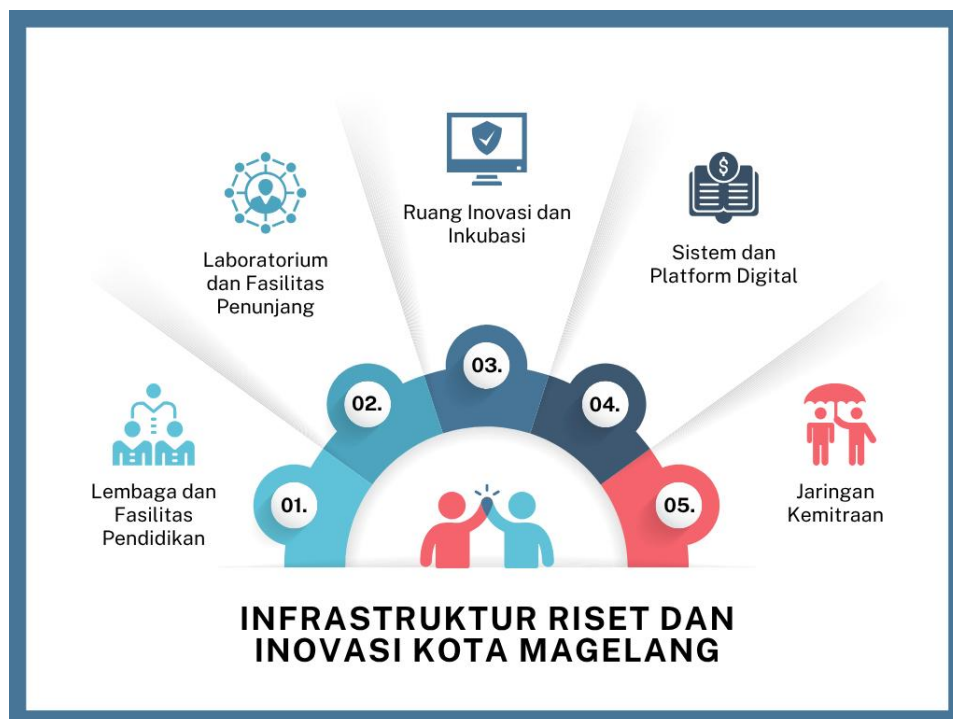 Ruang Inovasi dan
Inkubasi
Laboratorium
dan Fasilitas
Penunjang
$
Sistem dan
Platform Digital
Lembaga dan
Fasilitas
Pendidikan
01.
02.
03.
04.
05.
Jaringan
Kemitraan
INFRASTRUKTUR RISET DAN
INOVASI KOTA MAGELANG